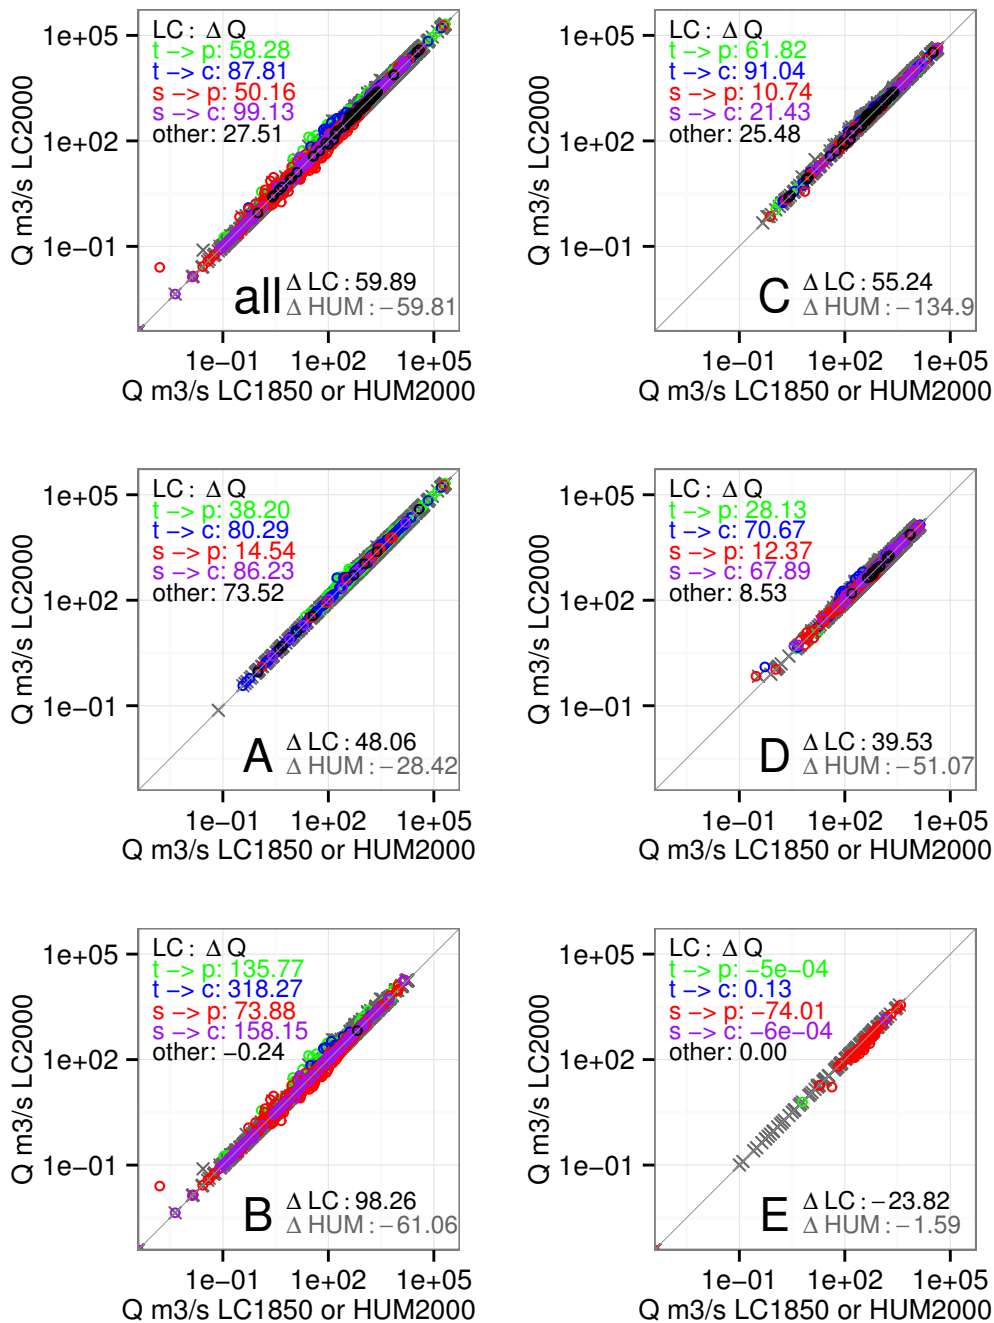 LC : Δ Q
t −> p: 58.28
t −> c: 87.81
s −> p: 50.16
s −> c: 99.13
other: 27.51
1e+05
1e+02
1e−01
Q m3/s LC2000
all
Δ LC : 59.89
Δ HUM : −59.81
1e−01 1e+02 1e+05
Q m3/s LC1850 or HUM2000
LC : Δ Q
t −> p: 61.82
t −> c: 91.04
s −> p: 10.74
s −> c: 21.43
other: 25.48
1e+05
1e+02
1e−01
Q m3/s LC2000
C
Δ LC : 55.24
Δ HUM : −134.9
1e−01 1e+02 1e+05
Q m3/s LC1850 or HUM2000
LC : Δ Q
t −> p: 38.20
t −> c: 80.29
s −> p: 14.54
s −> c: 86.23
other: 73.52
1e+05
1e+02
1e−01
Q m3/s LC2000
A
Δ LC : 48.06
Δ HUM : −28.42
1e−01 1e+02 1e+05
Q m3/s LC1850 or HUM2000
LC : Δ Q
t −> p: 28.13
t −> c: 70.67
s −> p: 12.37
s −> c: 67.89
other: 8.53
1e+05
1e+02
1e−01
Q m3/s LC2000
D
Δ LC : 39.53
Δ HUM : −51.07
1e−01 1e+02 1e+05
Q m3/s LC1850 or HUM2000
LC : Δ Q
t −> p: 135.77
t −> c: 318.27
s −> p: 73.88
s −> c: 158.15
other: −0.24
1e+05
1e+02
1e−01
Q m3/s LC2000
B
Δ LC : 98.26
Δ HUM : −61.06
1e−01 1e+02 1e+05
Q m3/s LC1850 or HUM2000
LC : Δ Q
t −> p: −5e−04
t −> c: 0.13
s −> p: −74.01
s −> c: −6e−04
other: 0.00
1e+05
1e+02
1e−01
Q m3/s LC2000
E
Δ LC : −23.82
Δ HUM : −1.59
1e−01 1e+02 1e+05
Q m3/s LC1850 or HUM2000